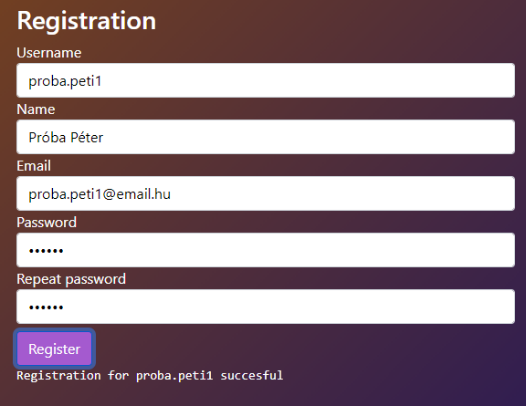 Registration
Username
proba.peti1
Name
Próba Péter
Email
proba.peti1@email.hu
Password
••••••
Repeat password
••••••
Register
Registration for proba.peti1 succesful